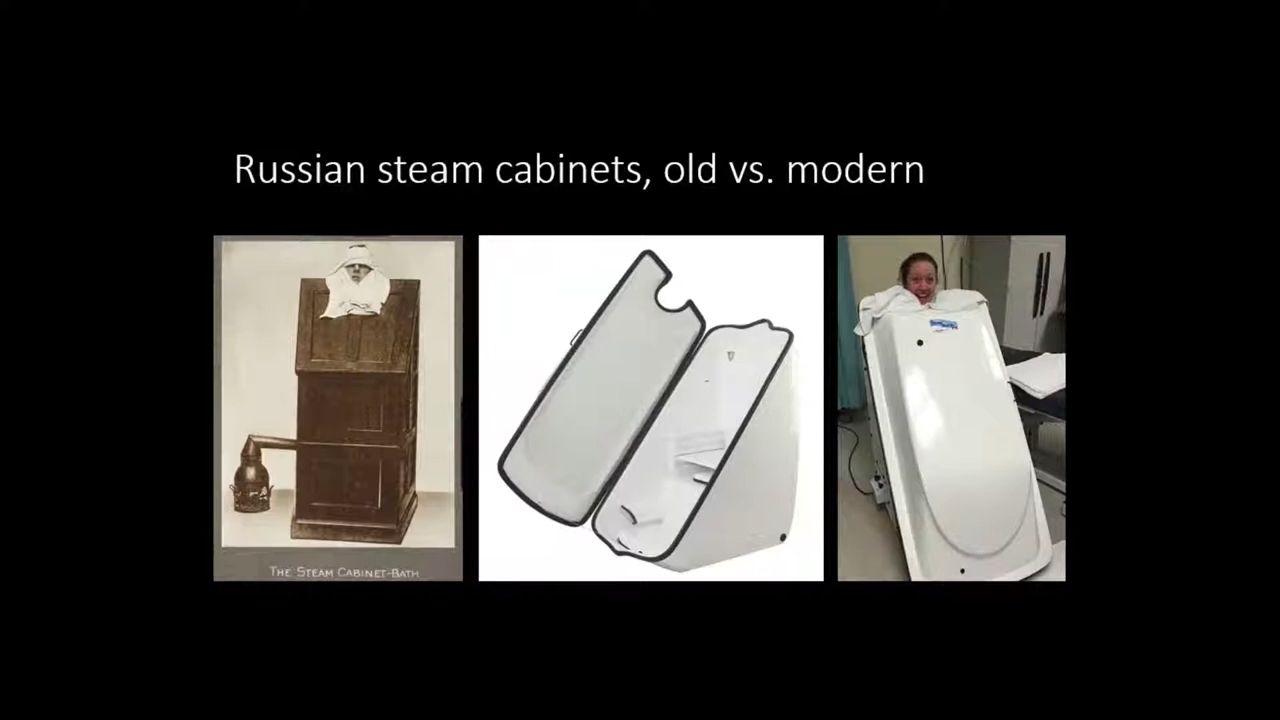 Russian steam cabinets, old vs. modern
THE STEAM CABINET-BATH